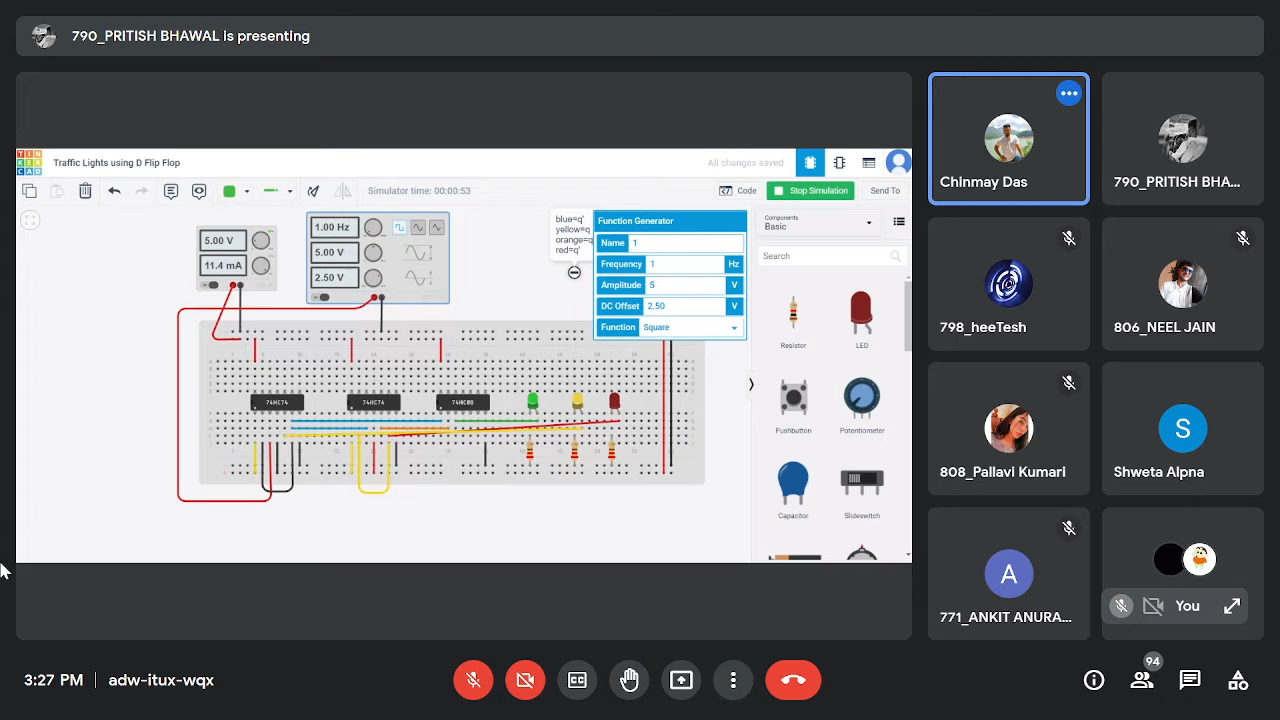 790_PRITISH BHAWAL is presenting
TINKERCAD
Traffic Lights using D Flip Flop
All changes saved
Simulator time: 00:00:53
Code
Stop Simulation
Send To
5.00 V
11.4 mA
1.00 Hz
5.00 V
2.50 V
blue=q'
yellow=q
orange=q
red=q'
Function Generator
Name 1
Frequency 1 Hz
Amplitude 5 V
DC Offset 2.50 V
Function Square
Components
Basic
Search
Resistor
LED
Pushbutton
Potentiometer
Capacitor
Slideswitch
74HC74
74HC74
74HC08
Chinmay Das
790_PRITISH BHA...
798_heeTesh
806_NEEL JAIN
808_Pallavi Kumari
S
Shweta Alpna
A
771_ANKIT ANURA...
You
3:27 PM | adw-itux-wqx
94